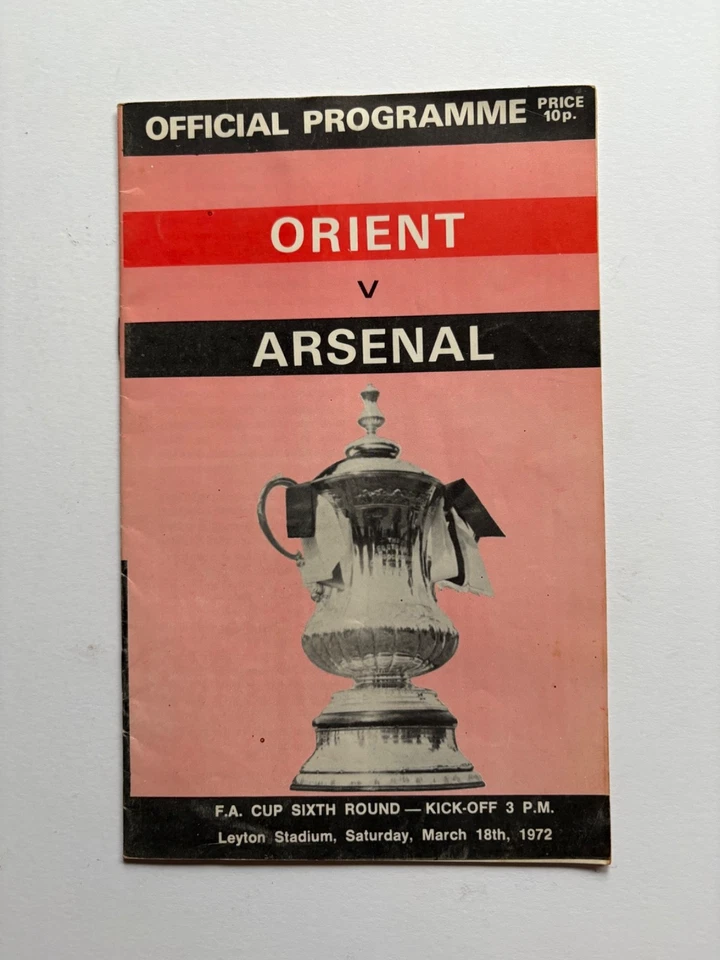 OFFICIAL PROGRAMME PRICE 10p.
ORIENT
v
ARSENAL
F.A. CUP SIXTH ROUND — KICK-OFF 3 P.M.
Leyton Stadium, Saturday, March 18th, 1972